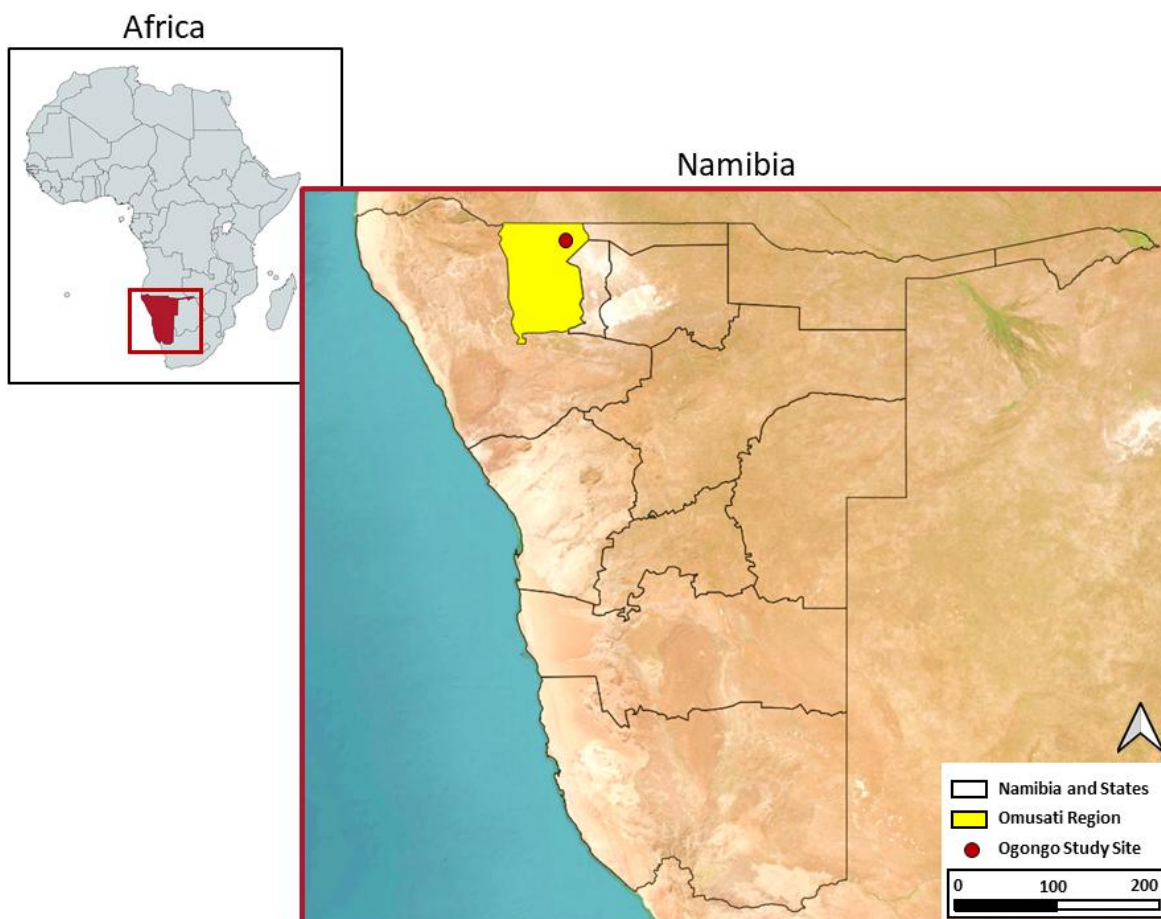 Africa
Namibia
Namibia and States
Omusati Region
Ogongo Study Site
0 100 200